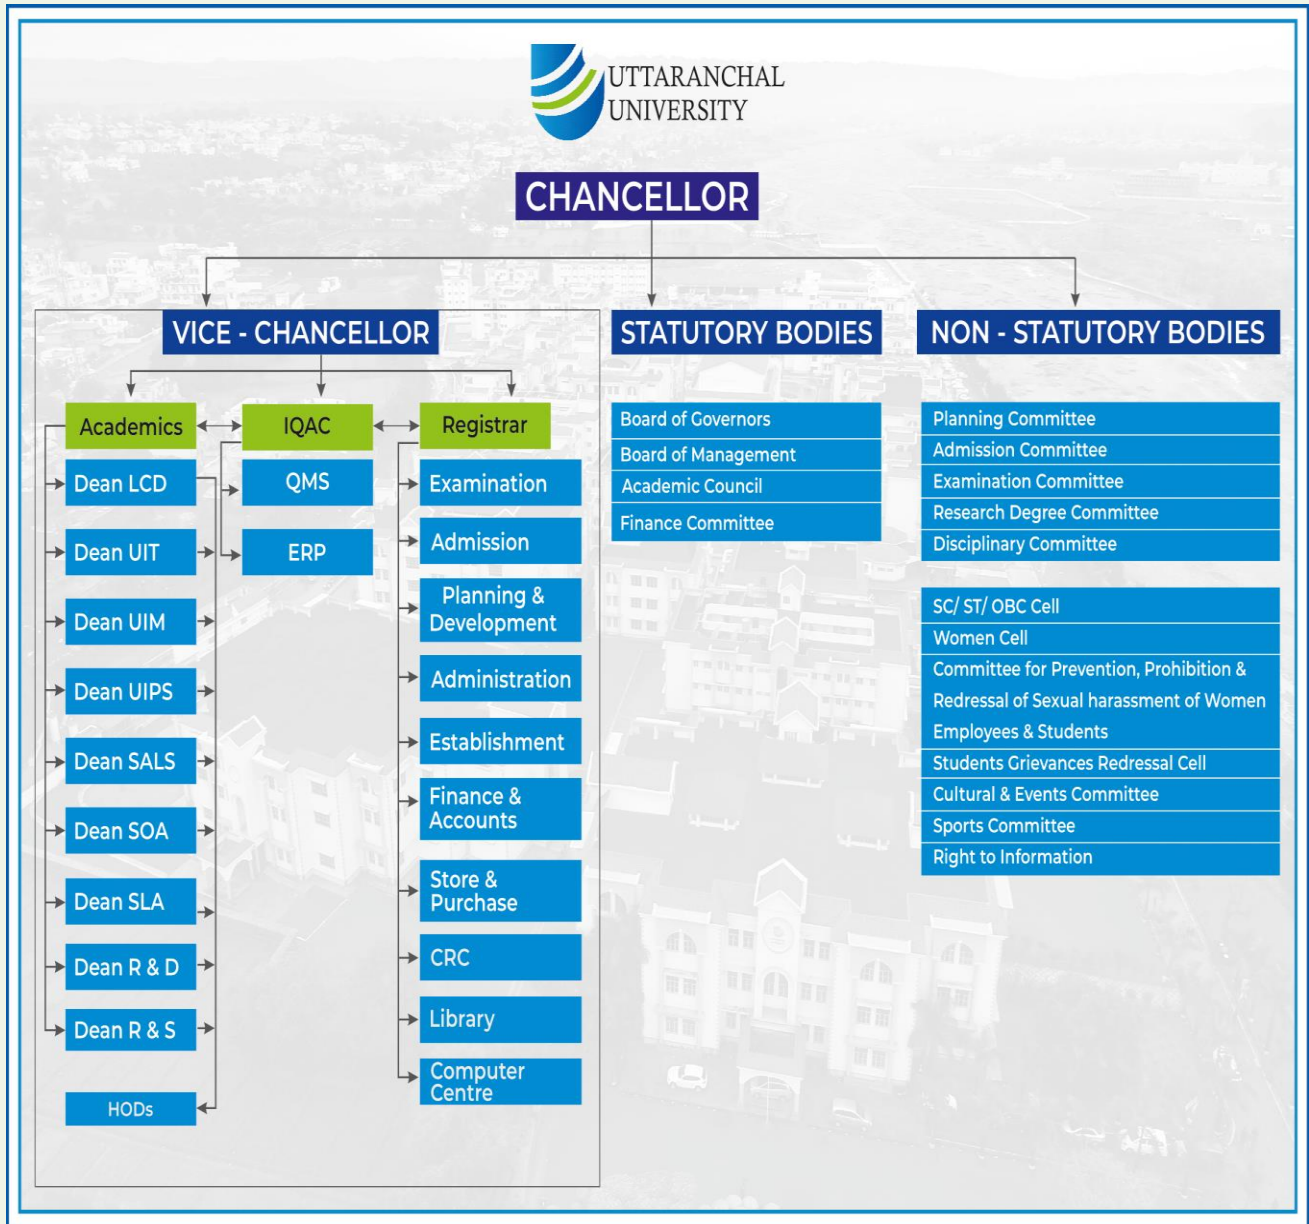 UTTARANCHAL
UNIVERSITY
CHANCELLOR
VICE - CHANCELLOR
STATUTORY BODIES
NON - STATUTORY BODIES
Academics
IQAC
Registrar
Dean LCD
Dean UIT
Dean UIM
Dean UIPS
Dean SALS
Dean SOA
Dean SLA
Dean R & D
Dean R & S
HODs
QMS
ERP
Examination
Admission
Planning &
Development
Administration
Establishment
Finance &
Accounts
Store &
Purchase
CRC
Library
Computer
Centre
Board of Governors
Board of Management
Academic Council
Finance Committee
Planning Committee
Admission Committee
Examination Committee
Research Degree Committee
Disciplinary Committee
SC/ ST/ OBC Cell
Women Cell
Committee for Prevention, Prohibition &
Redressal of Sexual harassment of Women
Employees & Students
Students Grievances Redressal Cell
Cultural & Events Committee
Sports Committee
Right to Information